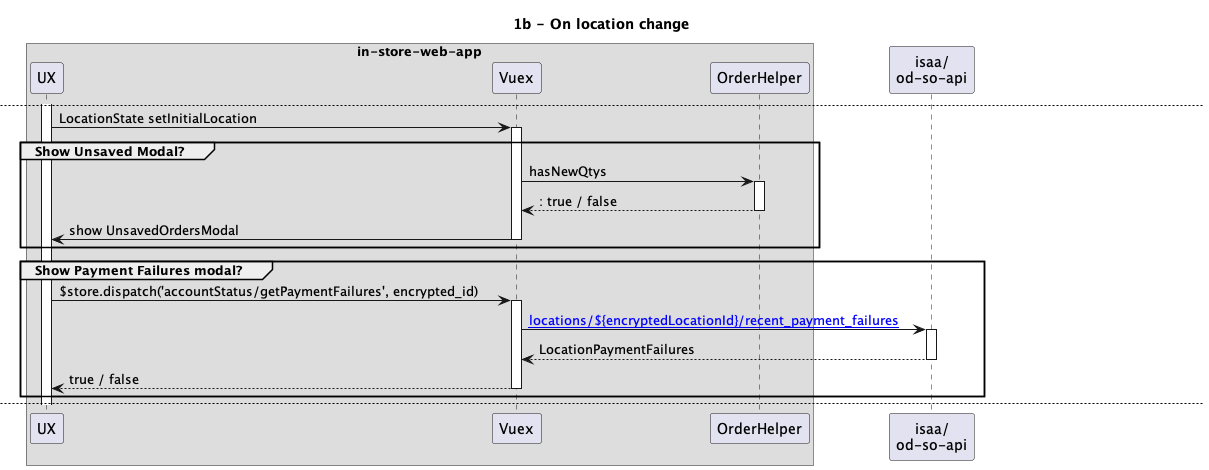 1b - On location change
in-store-web-app
UX
Vuex
OrderHelper
isaa/
od-so-api
LocationState setInitialLocation
Show Unsaved Modal?
hasNewQtys
: true / false
show UnsavedOrdersModal
Show Payment Failures modal?
$store.dispatch('accountStatus/getPaymentFailures', encrypted_id)
locations/${encryptedLocationId}/recent_payment_failures
LocationPaymentFailures
true / false
UX
Vuex
OrderHelper
isaa/
od-so-api